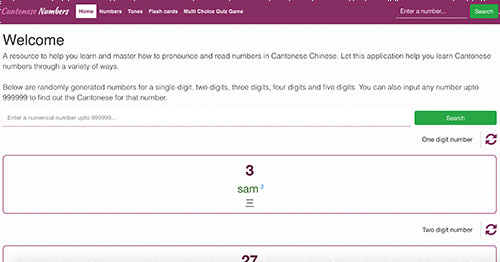 Cantonese Numbers Home Numbers Tones Flash cards Multi Choice Quiz Game Enter a number... Search
Welcome
A resource to help you learn and master how to pronounce and read numbers in Cantonese Chinese. Let this application help you learn Cantonese
numbers through a variety of ways.
Below are randomly generated numbers for a single digit, two digits, three digits, four digits and five digits. You can also input any number upto
999999 to find out the Cantonese for that number.
Enter a numerical number upto 999999... Search
One digit number
3
sam 3
三
Two digit number
27